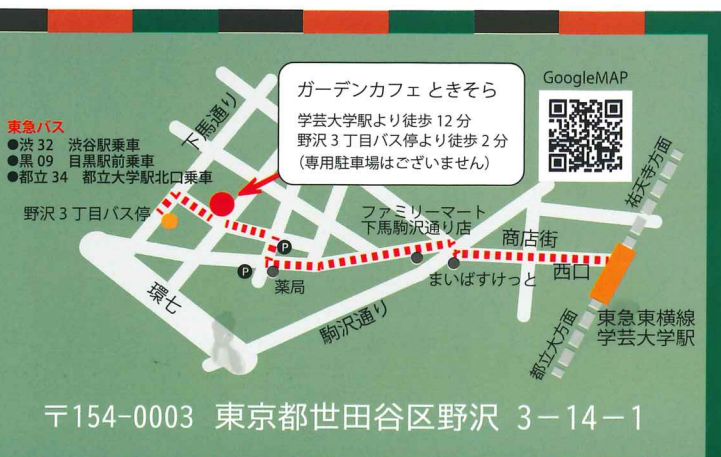 ガーデンカフェ ときそら
学芸大学駅より徒歩 12 分
野沢 3 丁目バス停より徒歩 2 分
（専用駐車場はございません）
GoogleMAP
東急バス
●渋 32 渋谷駅乗車
●黒 09 目黒駅前乗車
●都立 34 都立大学駅北口乗車
下馬通り
祐天寺方面
野沢 3 丁目バス停
ファミリーマート
下馬駒沢通り店
商店街
西口
P
P
薬局
まいばすけっと
環七
駒沢通り
東急東横線
学芸大学駅
都立大方面
〒154-0003 東京都世田谷区野沢 3－14－1